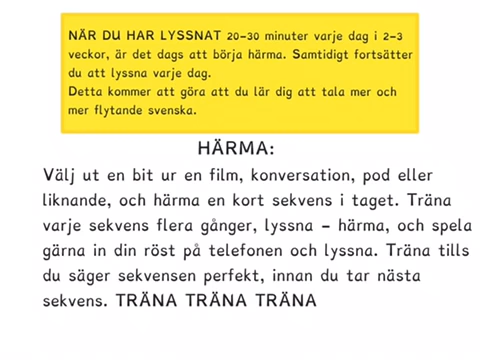 NÄR DU HAR LYSSNAT 20-30 minuter varje dag i 2-3
veckor, är det dags att börja härma. Samtidigt fortsätter
du att lyssna varje dag.
Detta kommer att göra att du lär dig att tala mer och
mer flytande svenska.
HÄRMA:
Välj ut en bit ur en film, konversation, pod eller
liknande, och härma en kort sekvens i taget. Träna
varje sekvens flera gånger, lyssna - härma, och spela
gärna in din röst på telefonen och lyssna. Träna tills
du säger sekvensen perfekt, innan du tar nästa
sekvens. TRÄNA TRÄNA TRÄNA